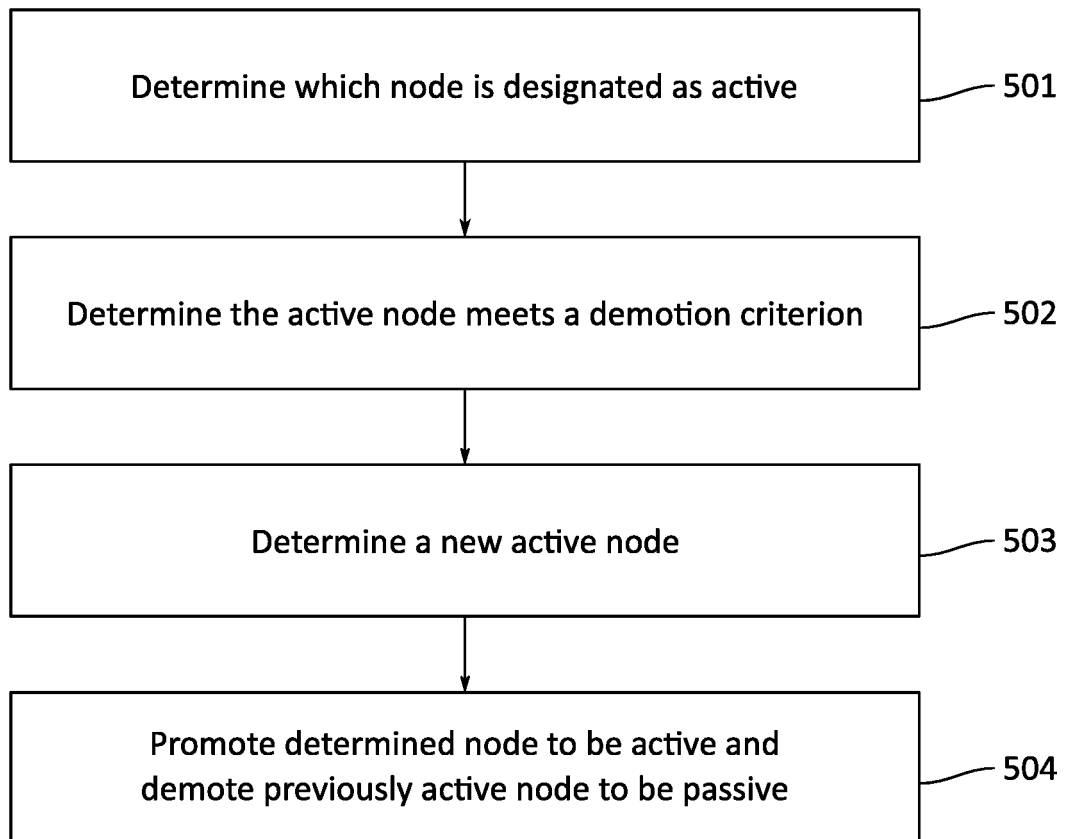 Determine which node is designated as active
501
Determine the active node meets a demotion criterion
502
Determine a new active node
503
Promote determined node to be active and
demote previously active node to be passive
504